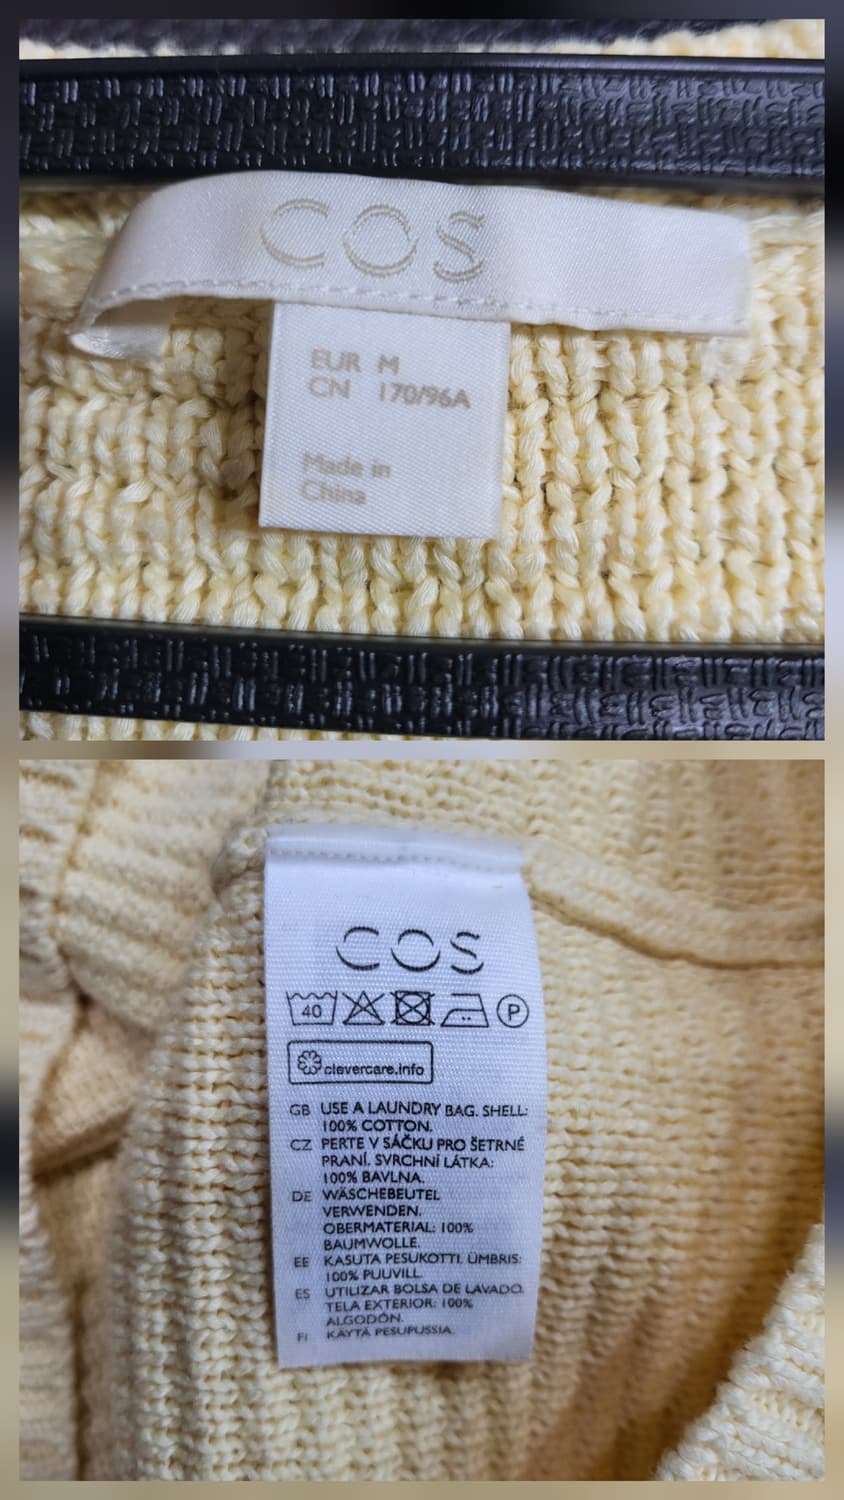 COS
EUR M
CN 170/96A
Made in
China
COS
40
P
clevercare.info
GB USE A LAUNDRY BAG. SHELL:
100% COTTON.
CZ PERTE V SÁČKU PRO ŠETRNÉ
PRANÍ. SVRCHNÍ LÁTKA:
100% BAVLNA.
DE WÄSCHEBEUTEL
VERWENDEN.
OBERMATERIAL: 100%
BAUMWOLLE.
EE KASUTA PESUKOTTI. ÜMBRIS:
100% PUUVILL.
ES UTILIZAR BOLSA DE LAVADO.
TELA EXTERIOR: 100%
ALGODÓN.
FI KÄYTÄ PESUPUSSIA.